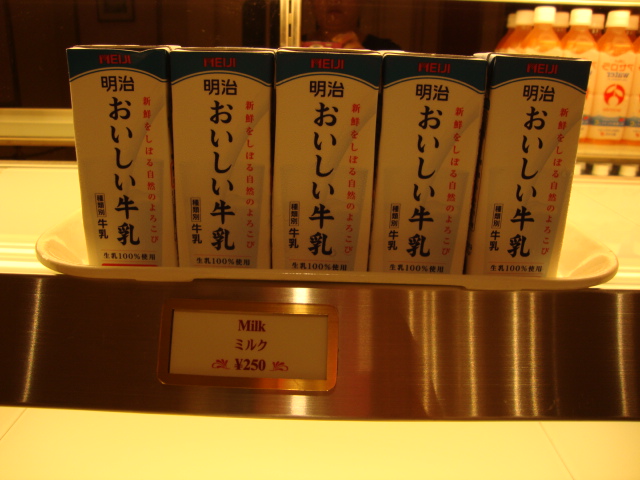 MEIJI
明治
おいしい牛乳
新鮮をしぼる自然のよろこび
種類別 牛乳
生乳100%使用
MEIJI
明治
おいしい牛乳
新鮮をしぼる自然のよろこび
種類別 牛乳
生乳100%使用
MEIJI
明治
おいしい牛乳
新鮮をしぼる自然のよろこび
種類別 牛乳
生乳100%使用
MEIJI
明治
おいしい牛乳
新鮮をしぼる自然のよろこび
種類別 牛乳
生乳100%使用
MEIJI
明治
おいしい牛乳
新鮮をしぼる自然のよろこび
種類別 牛乳
生乳100%使用
Milk
ミルク
¥250